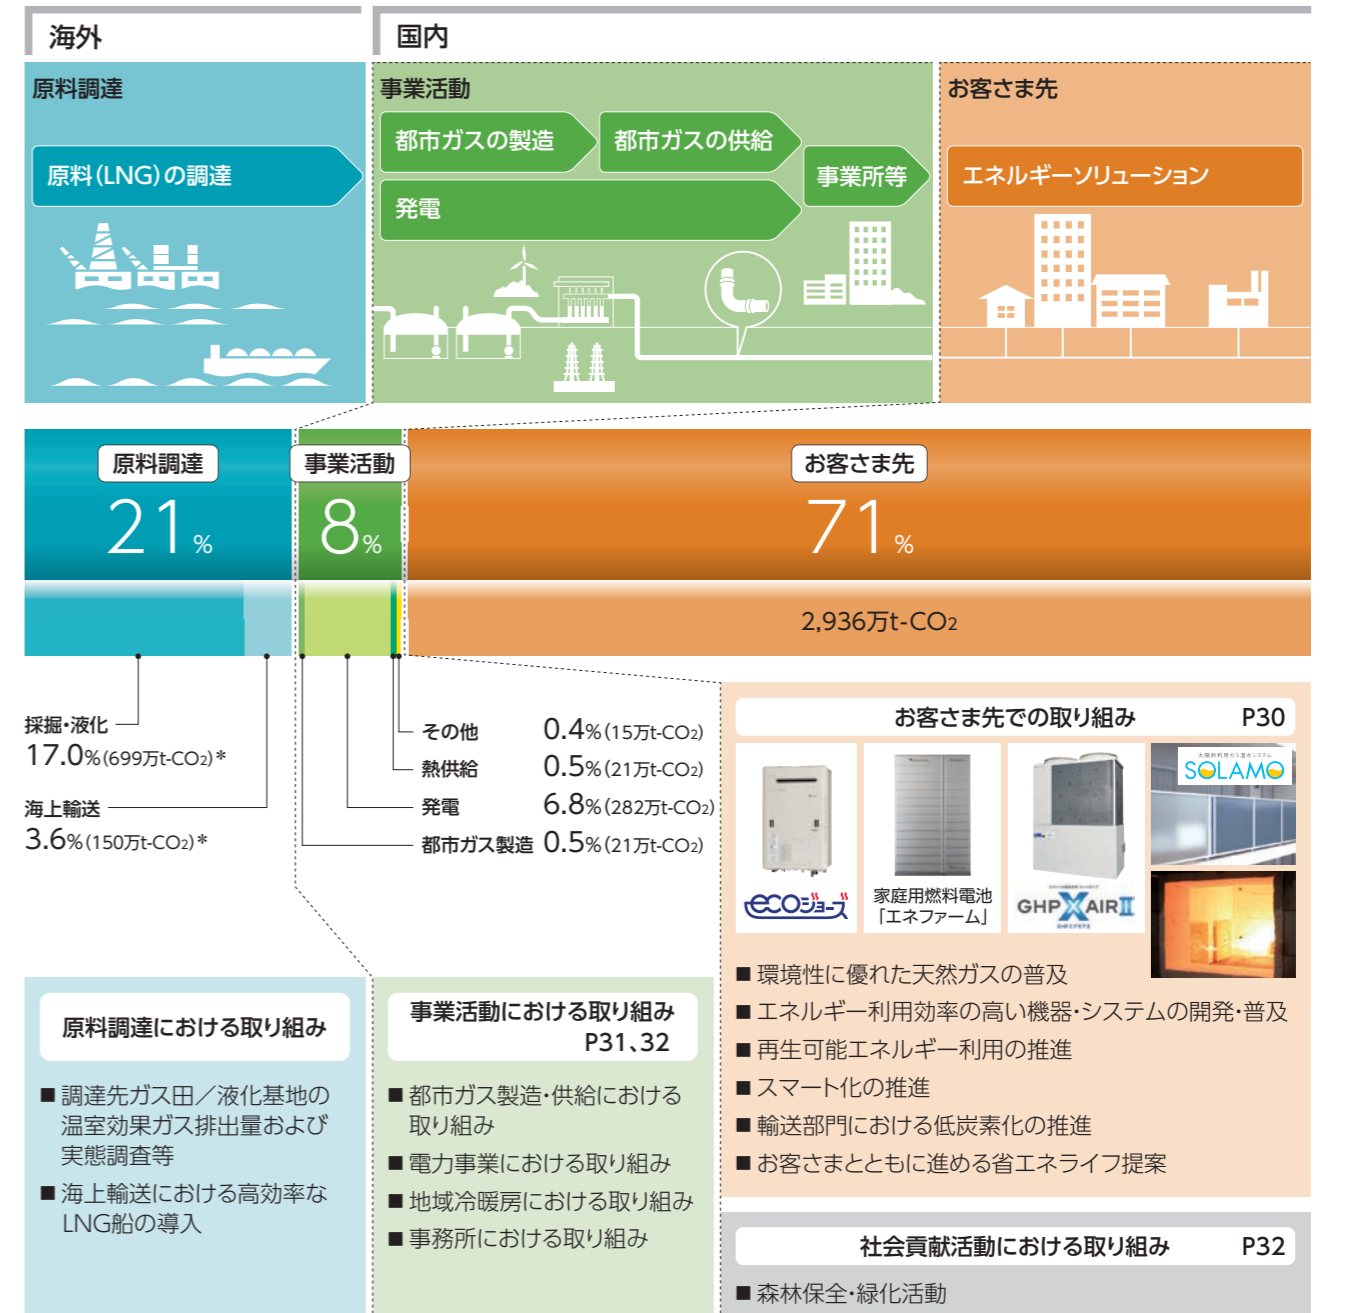 海外
国内
原料調達
原料(LNG)の調達
事業活動
都市ガスの製造
都市ガスの供給
発電
事業所等
お客さま先
エネルギーソリューション
原料調達
21%
事業活動
8%
お客さま先
71%
2,936万t-CO2
採掘・液化
17.0%(699万t-CO2)*
海上輸送
3.6%(150万t-CO2)*
その他 0.4%(15万t-CO2)
熱供給 0.5%(21万t-CO2)
発電 6.8%(282万t-CO2)
都市ガス製造 0.5%(21万t-CO2)
お客さま先での取り組み P30
ecoジョーズ
家庭用燃料電池
「エネファーム」
GHP XAIR II
太陽熱利用ガス温水システム
SOLAMO
■ 環境性に優れた天然ガスの普及
■ エネルギー利用効率の高い機器・システムの開発・普及
■ 再生可能エネルギー利用の推進
■ スマート化の推進
■ 輸送部門における低炭素化の推進
■ お客さまとともに進める省エネライフ提案
原料調達における取り組み
■ 調達先ガス田／液化基地の
温室効果ガス排出量および
実態調査等
■ 海上輸送における高効率な
LNG船の導入
事業活動における取り組み
P31、32
■ 都市ガス製造・供給における
取り組み
■ 電力事業における取り組み
■ 地域冷暖房における取り組み
■ 事務所における取り組み
社会貢献活動における取り組み P32
■ 森林保全・緑化活動